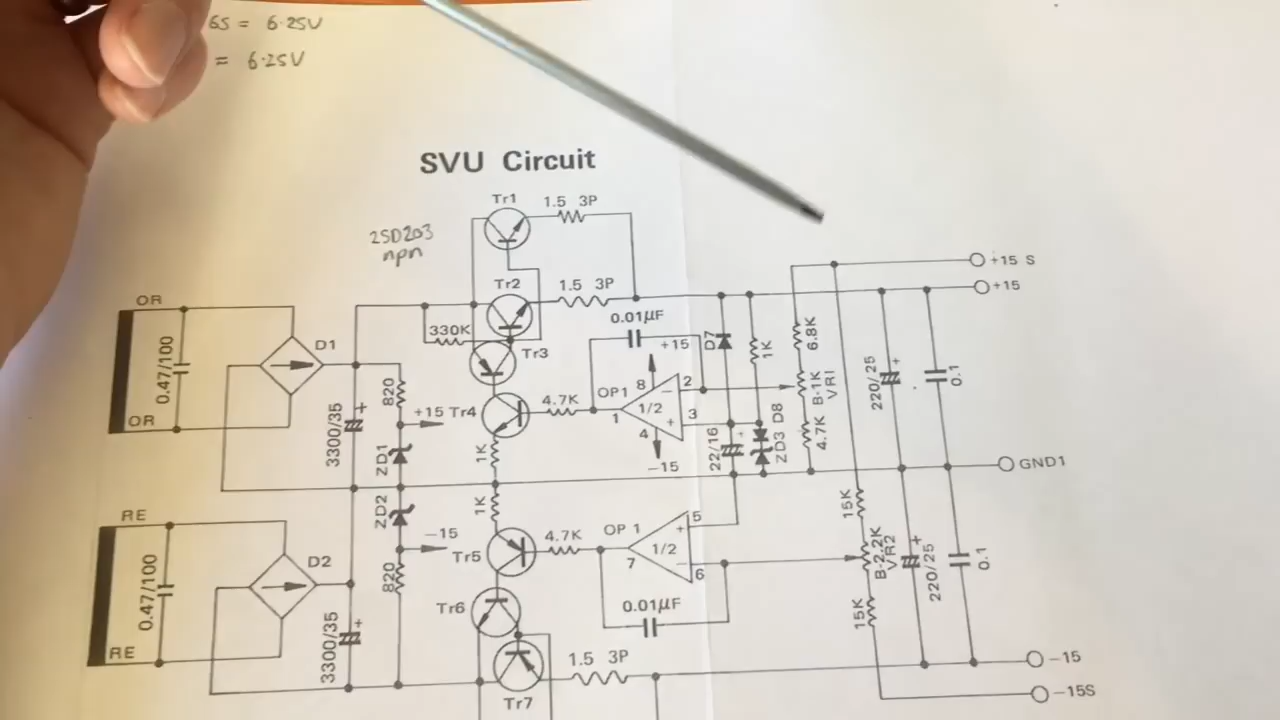 6S = 6.25V
= 6.25V
SVU Circuit
Tr1
1.5 3P
2SD203
npn
+15 S
Tr2
1.5 3P
+15
OR
0.01µF
330K
D7
6.8K
D1
Tr3
+15
1K
0.47/100
820
OP1
8
2
B-1K
VR1
220/25
+
0.1
4.7K
1/2
−
+15
Tr4
1
3
D8
OR
+
3300/35
4
+
+
22/16
ZD3
4.7K
ZD1
1K
−15
GND1
ZD2
1K
15K
RE
5
−15
4.7K
OP 1
+
Tr5
1/2
B-2.2K
VR2
+
220/25
0.1
D2
7
−
6
0.47/100
820
Tr6
0.01µF
15K
+
3300/35
RE
1.5 3P
−15
Tr7
−15S